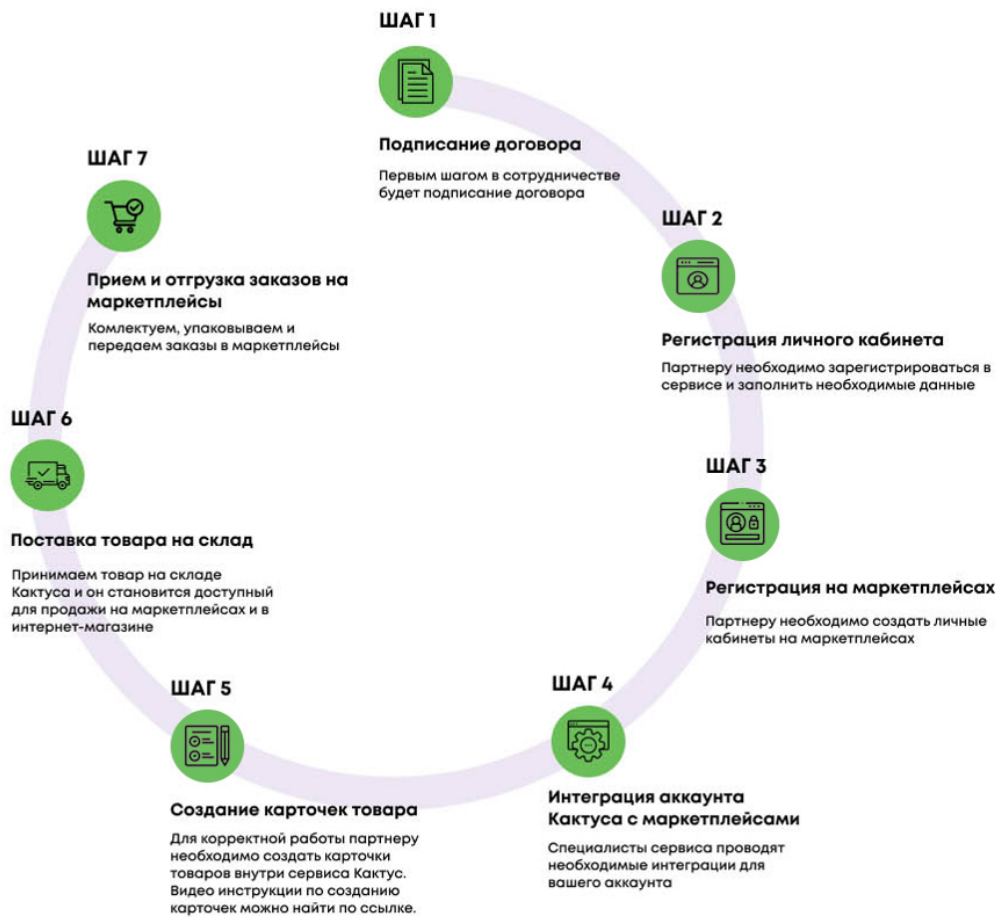 ШАГ 1
Подписание договора
Первым шагом в сотрудничестве
будет подписание договора
ШАГ 2
Регистрация личного кабинета
Партнеру необходимо зарегистрироваться в
сервисе и заполнить необходимые данные
ШАГ 3
Регистрация на маркетплейсах
Партнеру необходимо создать личные
кабинеты на маркетплейсах
ШАГ 4
Интеграция аккаунта
Кактуса с маркетплейсами
Специалисты сервиса проводят
необходимые интеграции для
вашего аккаунта
ШАГ 5
Создание карточек товара
Для корректной работы партнеру
необходимо создать карточки
товаров внутри сервиса Кактус.
Видео инструкции по созданию
карточек можно найти по ссылке.
ШАГ 6
Поставка товара на склад
Принимаем товар на складе
Кактуса и он становится доступный
для продажи на маркетплейсах и в
интернет-магазине
ШАГ 7
Прием и отгрузка заказов на
маркетплейсы
Комлектуем, упаковываем и
передаем заказы в маркетплейсы